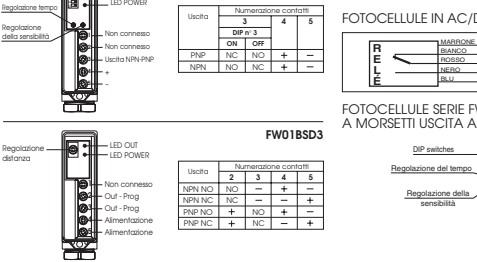 LED POWER
Regolazione tempo
Regolazione
della sensibilità
Non connesso
Non connesso
Uscita NPN-PNP
+
–
Uscita
Numerazione contatti
3 4 5
DIP n° 3
ON OFF
PNP NC NO + –
NPN NO NC + –
FOTOCELLULE IN AC/D
RELÈ
MARRONE
BIANCO
ROSSO
NERO
BLU
FOTOCELLULE SERIE FW
A MORSETTI USCITA A
DIP switches
Regolazione del tempo
Regolazione della
sensibilità
FW01BSD3
Regolazione
distanza
LED OUT
LED POWER
Non connesso
Out - Prog
Out - Prog
Alimentazione
Alimentazione
Uscita
Numerazione contatti
2 3 4 5
NPN NO NO – + –
NPN NC NC – – +
PNP NO + NO + –
PNP NC + NC – +